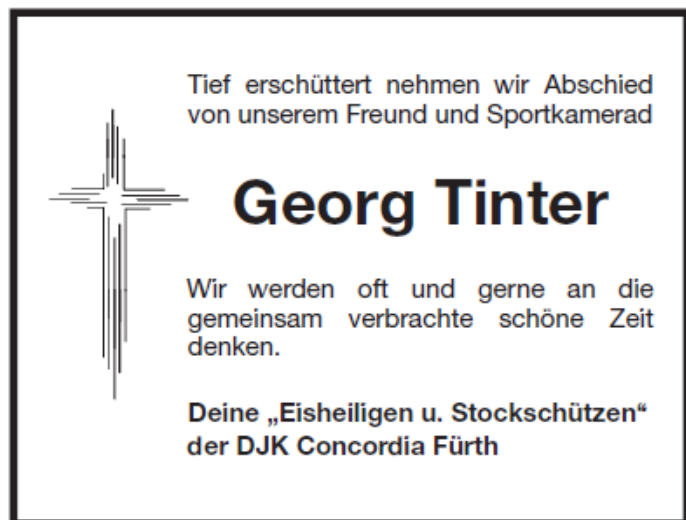 Tief erschüttert nehmen wir Abschied
von unserem Freund und Sportkamerad
Georg Tinter
Wir werden oft und gerne an die
gemeinsam verbrachte schöne Zeit
denken.
Deine „Eisheiligen u. Stockschützen“
der DJK Concordia Fürth